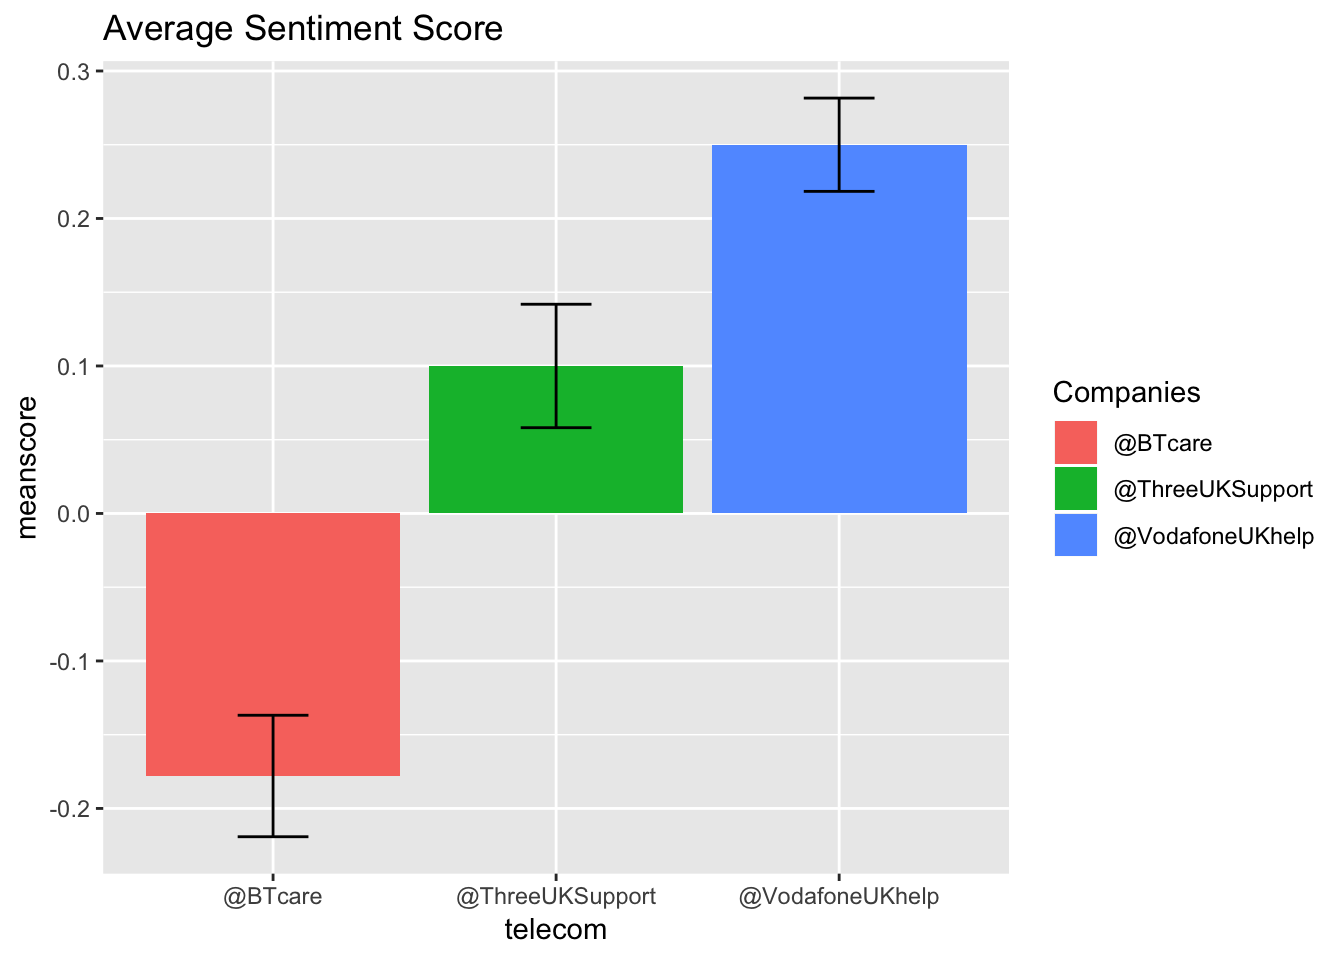 Average Sentiment Score
0.3
0.2
0.1
0.0
-0.1
-0.2
meanscore
@BTcare
@ThreeUKSupport
@VodafoneUKhelp
telecom
Companies
@BTcare
@ThreeUKSupport
@VodafoneUKhelp